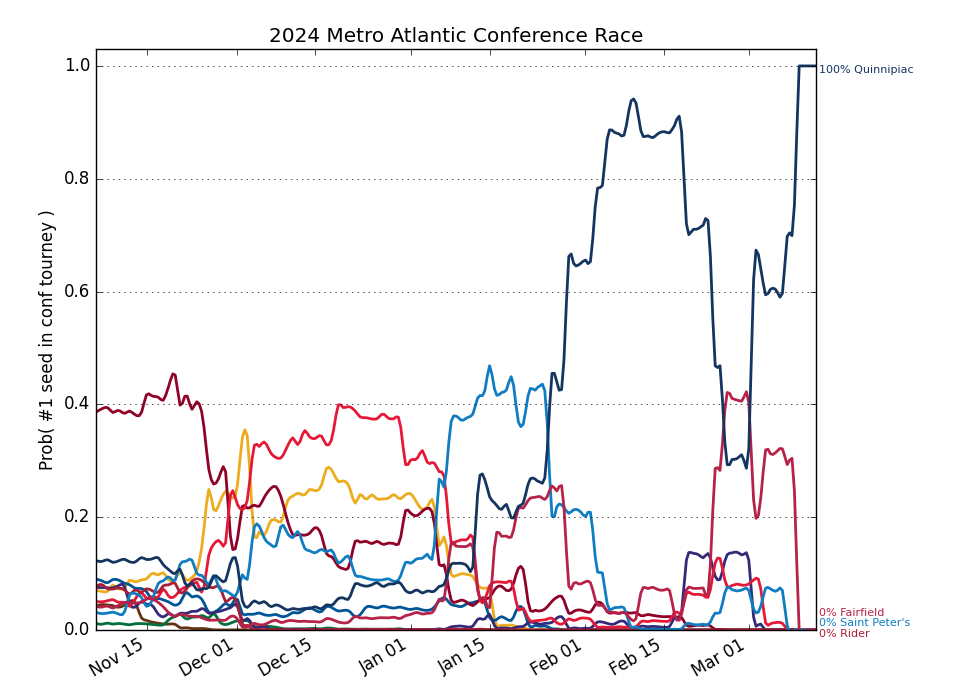 2024 Metro Atlantic Conference Race
Prob( #1 seed in conf tourney )
1.0
0.8
0.6
0.4
0.2
0.0
100% Quinnipiac
0% Fairfield
0% Saint Peter's
0% Rider
Nov 15
Dec 01
Dec 15
Jan 01
Jan 15
Feb 01
Feb 15
Mar 01